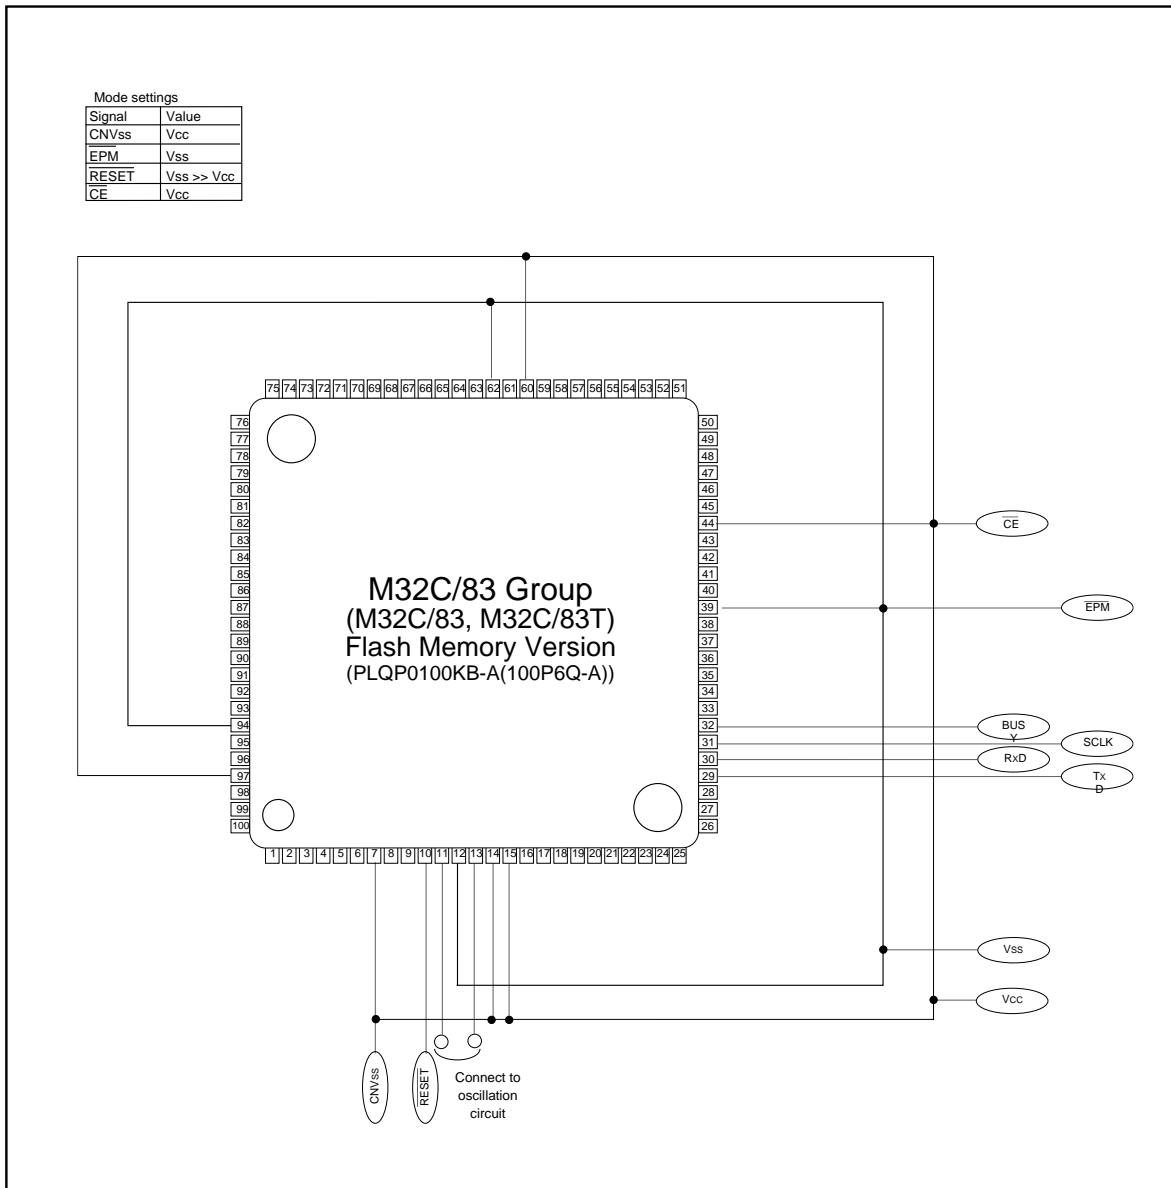 Mode settings
Signal Value
CNVss Vcc
EPM Vss
RESET Vss >> Vcc
CE Vcc
75 74 73 72 71 70 69 68 67 66 65 64 63 62 61 60 59 58 57 56 55 54 53 52 51
76
77
78
79
80
81
82
83
84
85
86
87
88
89
90
91
92
93
94
95
96
97
98
99
100
M32C/83 Group
(M32C/83, M32C/83T)
Flash Memory Version
(PLQP0100KB-A(100P6Q-A))
50
49
48
47
46
45
44
43
42
41
40
39
38
37
36
35
34
33
32
31
30
29
28
27
26
CE
EPM
BUS
Y
SCLK
RxD
Tx
D
1 2 3 4 5 6 7 8 9 10 11 12 13 14 15 16 17 18 19 20 21 22 23 24 25
Vss
Vcc
CNVss
RESET
Connect to
oscillation
circuit